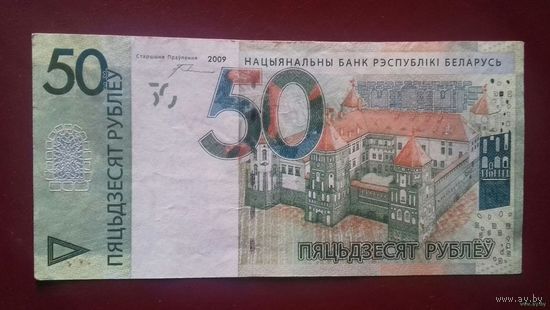 50
ПЯЦЬДЗЕСЯТ РУБЛЁЎ
Старшыня Праўлення 2009
НАЦЫЯНАЛЬНЫ БАНК РЭСПУБЛІКІ БЕЛАРУСЬ
50
ПЯЦЬДЗЕСЯТ РУБЛЁЎ
www.ay.by